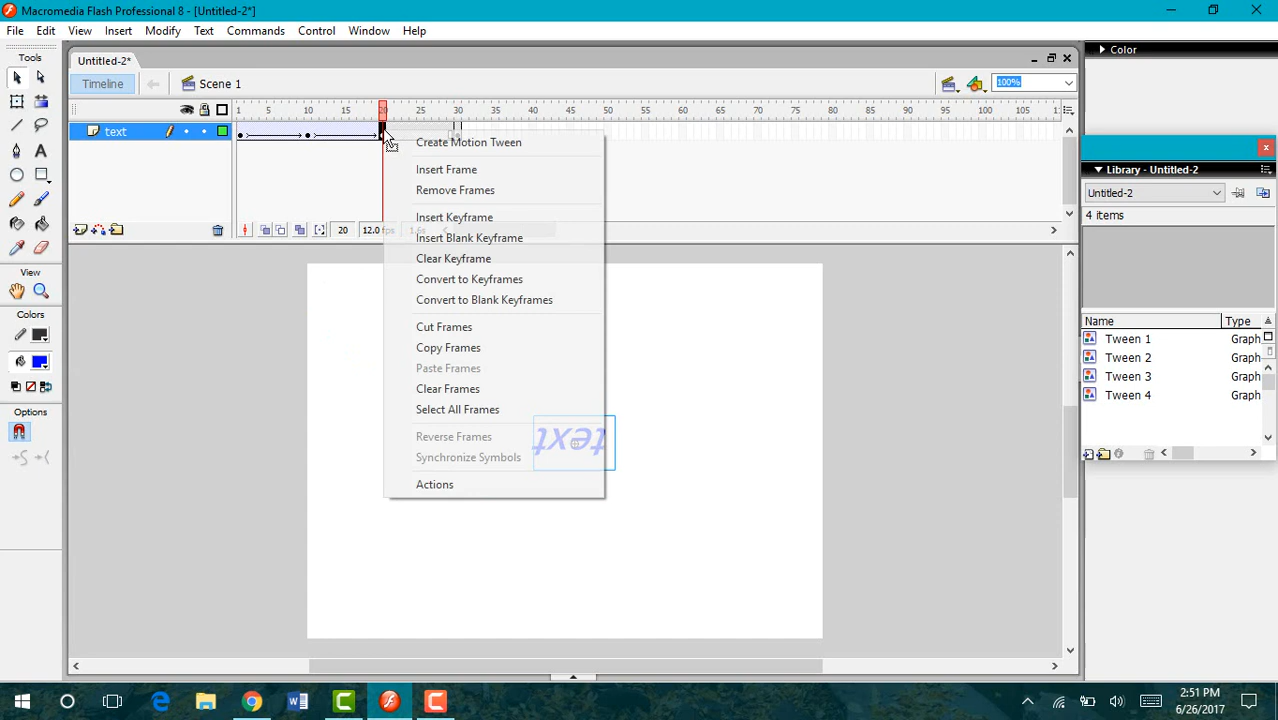 Macromedia Flash Professional 8 - [Untitled-2*]
File Edit View Insert Modify Text Commands Control Window Help
Tools
Untitled-2*
Color
Timeline Scene 1 100%
1 5 10 15 20 25 30 35 40 45 50 55 60 65 70 75 80 85 90 95 100 105 11
text
Create Motion Tween
Insert Frame
Remove Frames
Insert Keyframe
Insert Blank Keyframe
Clear Keyframe
Convert to Keyframes
Convert to Blank Keyframes
Cut Frames
Copy Frames
Paste Frames
Clear Frames
Select All Frames
Reverse Frames
Synchronize Symbols
Actions
20 12.0 fps 1.6s
Library - Untitled-2
Untitled-2
4 items
Name Type
Tween 1 Graph
Tween 2 Graph
Tween 3 Graph
Tween 4 Graph
View
Colors
Options
text
2:51 PM
6/26/2017